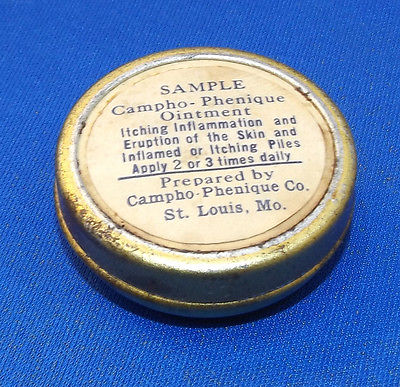 SAMPLE
Campho-Phenique
Ointment
Itching Inflammation and
Eruption of the Skin and
Inflamed or Itching Piles
Apply 2 or 3 times daily
Prepared by
Campho-Phenique Co.
St. Louis, Mo.